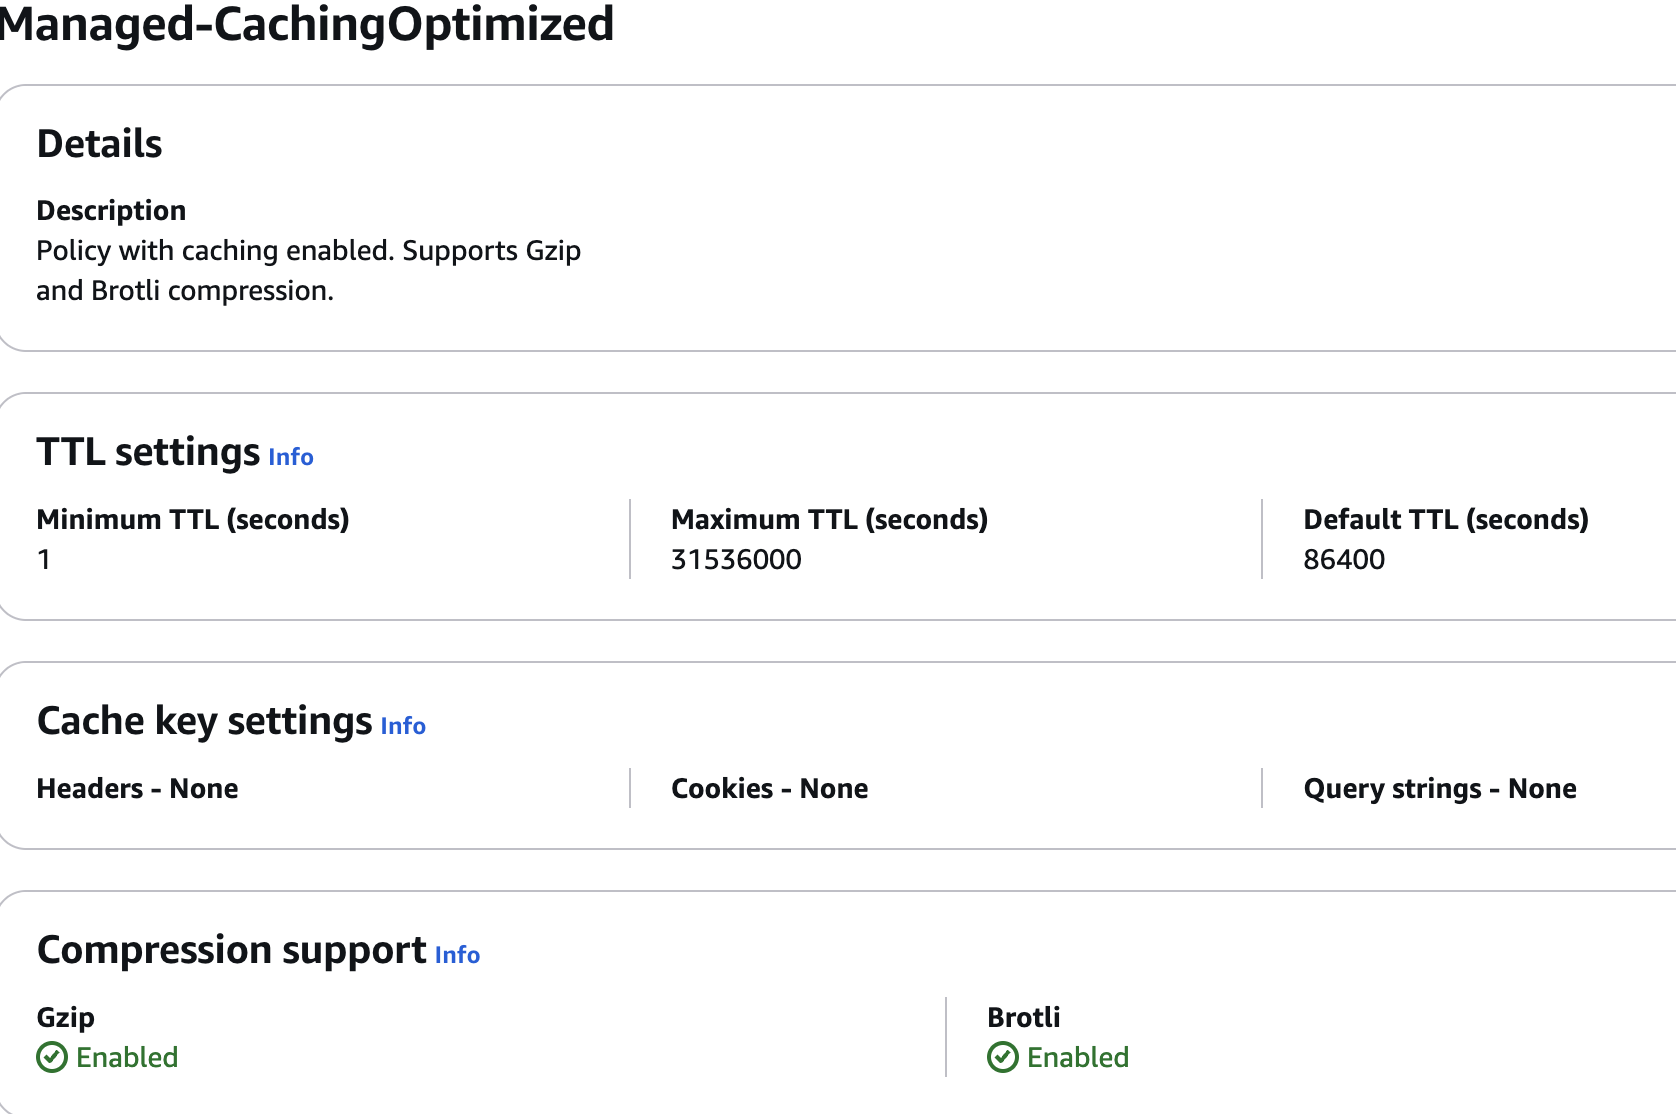 Managed-CachingOptimized
Details
Description
Policy with caching enabled. Supports Gzip
and Brotli compression.
TTL settings Info
Minimum TTL (seconds)
1
Maximum TTL (seconds)
31536000
Default TTL (seconds)
86400
Cache key settings Info
Headers - None
Cookies - None
Query strings - None
Compression support Info
Gzip
Enabled
Brotli
Enabled